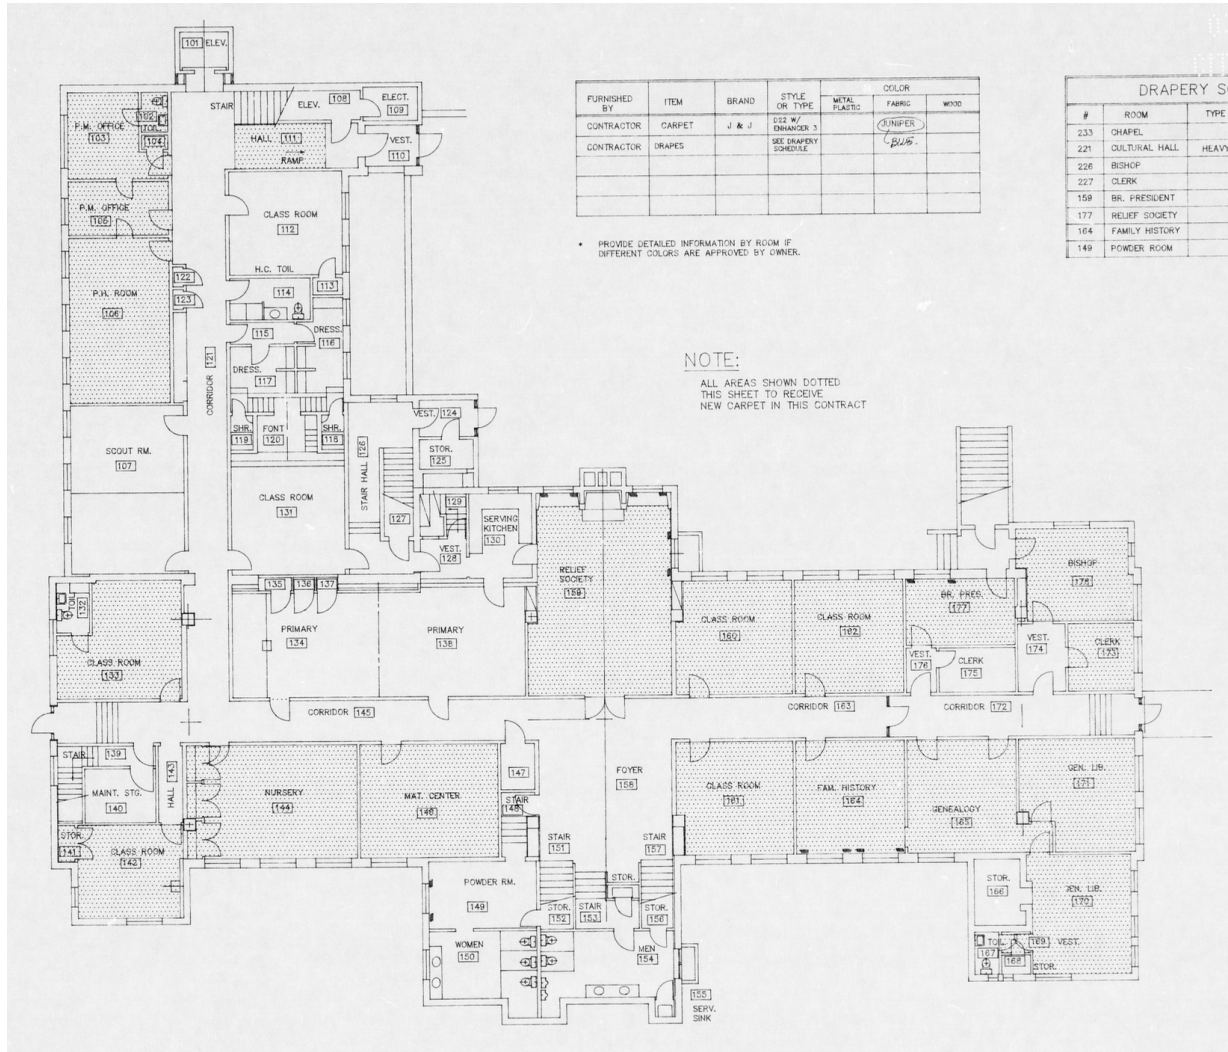 101 ELEV.
STAIR
ELEV. 108
ELECT.
109
102
TOIL.
104
P.M. OFFICE
103
HALL 111
RAMP
VEST.
110
P.M. OFFICE
105
CLASS ROOM
112
H.C. TOIL
122
123
113
114
P.H. ROOM
106
115
DRESS.
116
DRESS.
117
CORRIDOR 121
SHR.
119
FONT
120
SHR.
118
VEST. 124
STOR.
125
SCOUT RM.
107
STAIR HALL 126
CLASS ROOM
131
127
129
VEST.
128
SERVING
KITCHEN
130
RELIEF
SOCIETY
159
TOIL 132
CLASS ROOM
133
135 136 137
PRIMARY
134
PRIMARY
138
CLASS ROOM
160
CLASS ROOM
162
BR. PRES.
177
BISHOP
178
VEST.
176
CLERK
175
VEST.
174
CLERK
173
CORRIDOR 145
CORRIDOR 163
CORRIDOR 172
STAIR
139
MAINT. STG.
140
HALL 143
STOR.
141
CLASS ROOM
142
NURSERY
144
MAT. CENTER
146
147
STAIR
148
FOYER
158
STAIR
151
STAIR
157
CLASS ROOM
161
FAM. HISTORY
164
GENEALOGY
165
GEN. LIB.
171
POWDER RM.
149
WOMEN
150
STOR.
152
STAIR
153
STOR.
STOR.
156
MEN
154
155
SERV.
SINK
STOR.
166
GEN. LIB.
170
TOIL
167
168
169 VEST.
STOR.
FURNISHED BY ITEM BRAND STYLE OR TYPE COLOR
METAL PLASTIC FABRIC WOOD
CONTRACTOR CARPET J & J D22 W/ ENHANCER 3 JUNIPER
CONTRACTOR DRAPES SEE DRAPERY SCHEDULE BLUE.
* PROVIDE DETAILED INFORMATION BY ROOM IF
DIFFERENT COLORS ARE APPROVED BY OWNER.
DRAPERY S
# ROOM TYPE
233 CHAPEL
221 CULTURAL HALL HEAVY
226 BISHOP
227 CLERK
159 BR. PRESIDENT
177 RELIEF SOCIETY
164 FAMILY HISTORY
149 POWDER ROOM
NOTE:
ALL AREAS SHOWN DOTTED
THIS SHEET TO RECEIVE
NEW CARPET IN THIS CONTRACT